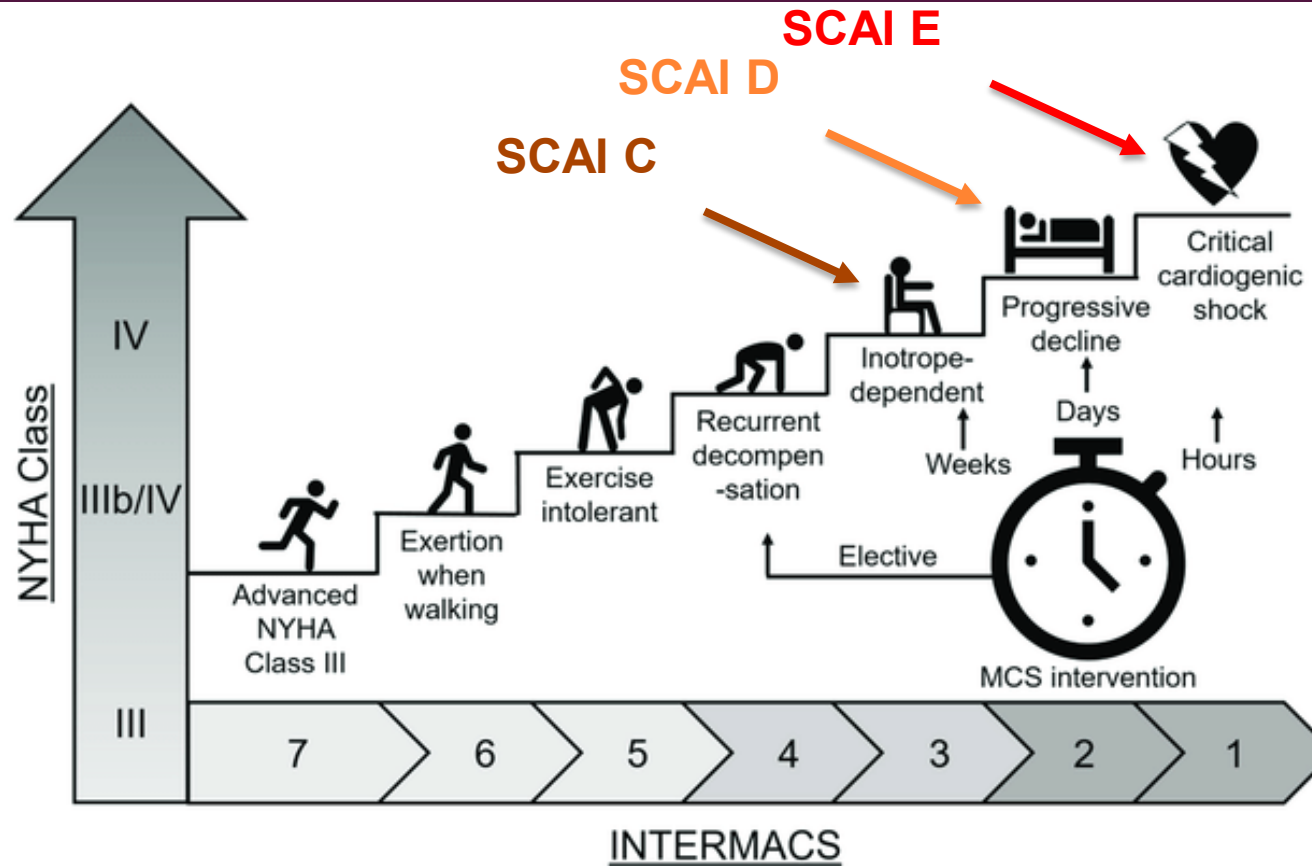 SCAI E
SCAI D
SCAI C
NYHA Class
IV
IIIb/IV
III
Critical
cardiogenic
shock
Progressive
decline
Inotrope-
dependent
Recurrent
decompen
-sation
Exercise
intolerant
Exertion
when
walking
Advanced
NYHA
Class III
Elective
Weeks
Days
Hours
MCS intervention
7
6
5
4
3
2
1
INTERMACS